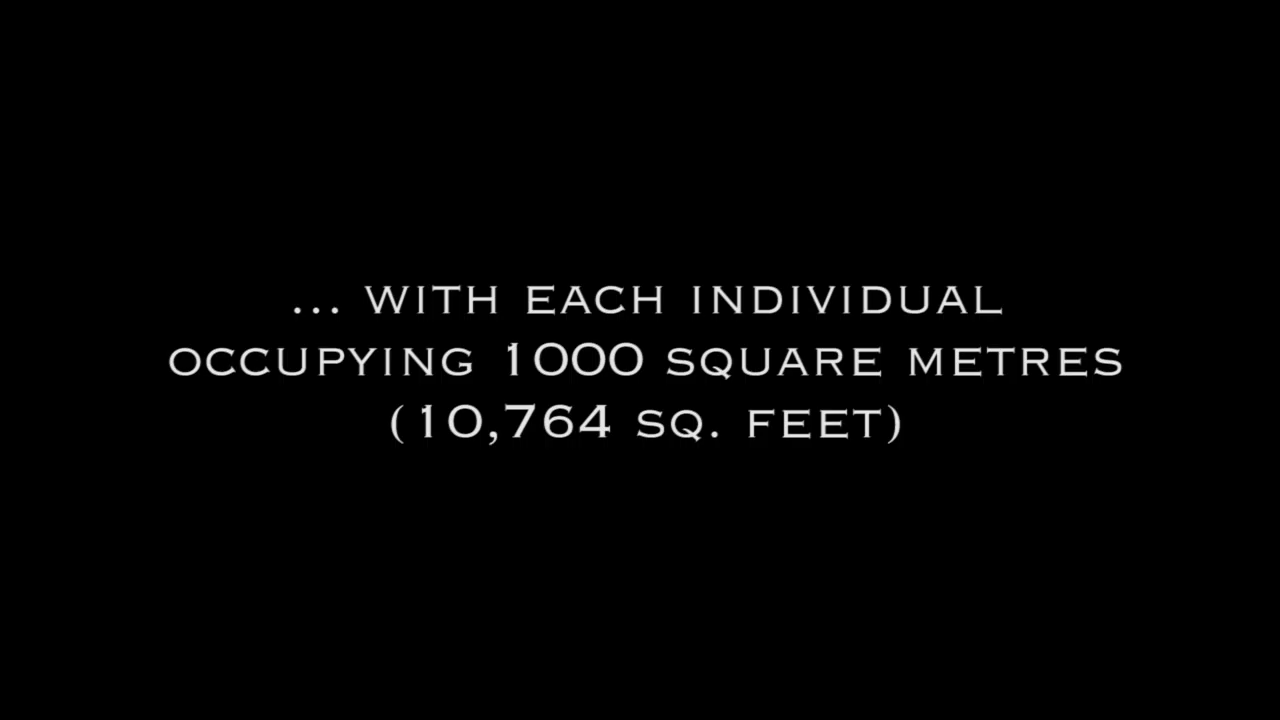 ... WITH EACH INDIVIDUAL
OCCUPYING 1000 SQUARE METRES
(10,764 SQ. FEET)